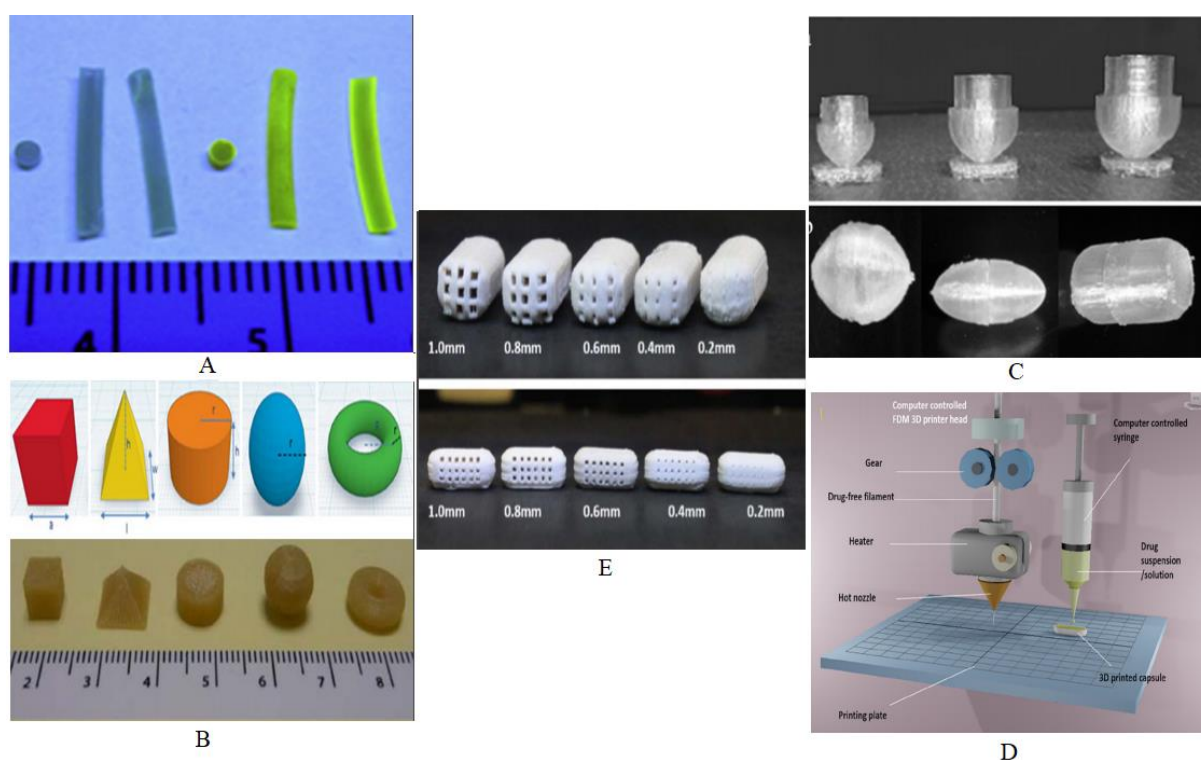 4
5
A
a
h
w
l
r
h
r
r
2
3
4
5
6
7
8
B
1.0mm
0.8mm
0.6mm
0.4mm
0.2mm
1.0mm
0.8mm
0.6mm
0.4mm
0.2mm
E
C
Computer controlled
FDM 3D printer head
Gear
Drug-free filament
Heater
Hot nozzle
Printing plate
Computer controlled
syringe
Drug
suspension
/solution
3D printed capsule
D